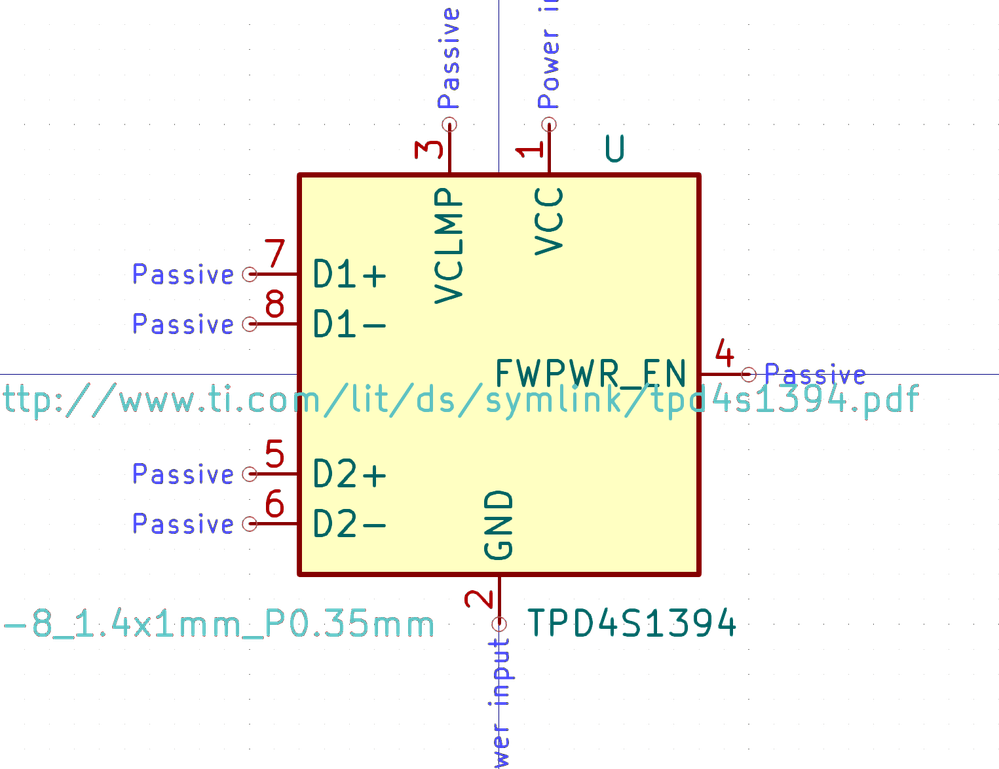 Passive
Power i
3
1
U
VCLMP
VCC
Passive 7 D1+
Passive 8 D1-
FWPWR_EN 4 Passive
ttp://www.ti.com/lit/ds/symlink/tpd4s1394.pdf
Passive 5 D2+
Passive 6 D2-
GND
2
-8_1.4x1mm_P0.35mm
TPD4S1394
wer input